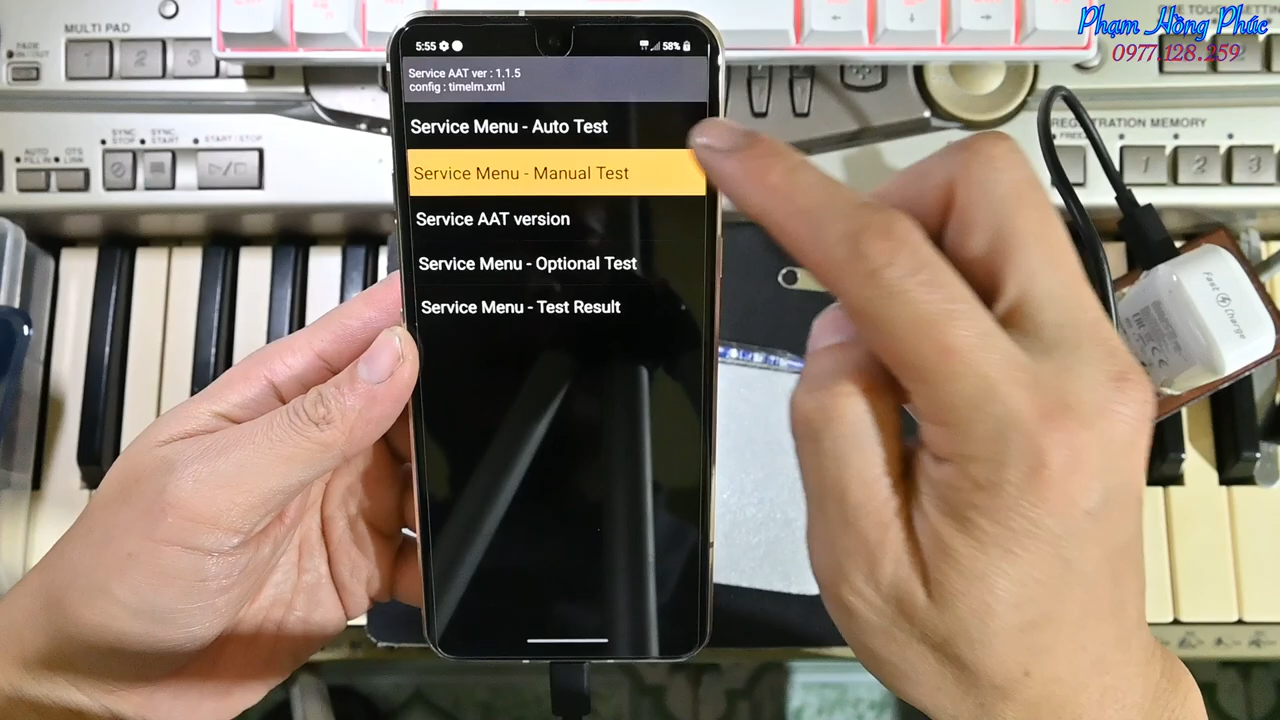 Phạm Hồng Phúc
0977.128.259
MULTI PAD
1
2
3
FADE
IN / OUT
SYNC
STOP
SYNC
START
START / STOP
AUTO
FILL IN
OTS
LINK
5:55
58%
Service AAT ver : 1.1.5
config : timelm.xml
Service Menu - Auto Test
Service Menu - Manual Test
Service AAT version
Service Menu - Optional Test
Service Menu - Test Result
REGISTRATION MEMORY
1
2
3
Fast Charge